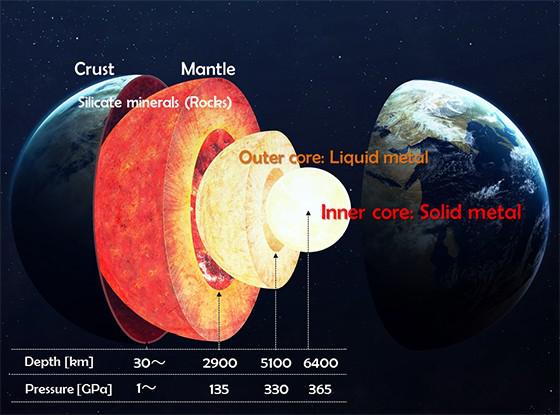 Crust Mantle
Silicate minerals (Rocks)
Outer core: Liquid metal
Inner core: Solid metal
Depth [km] 30～ 2900 5100 6400
Pressure [GPa] 1～ 135 330 365